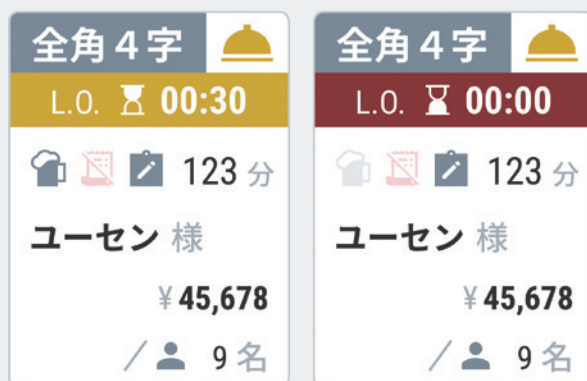 全角４字
L.O. 00:30
123 分
ユーセン 様
¥ 45,678
／ 9 名
全角４字
L.O. 00:00
123 分
ユーセン 様
¥ 45,678
／ 9 名